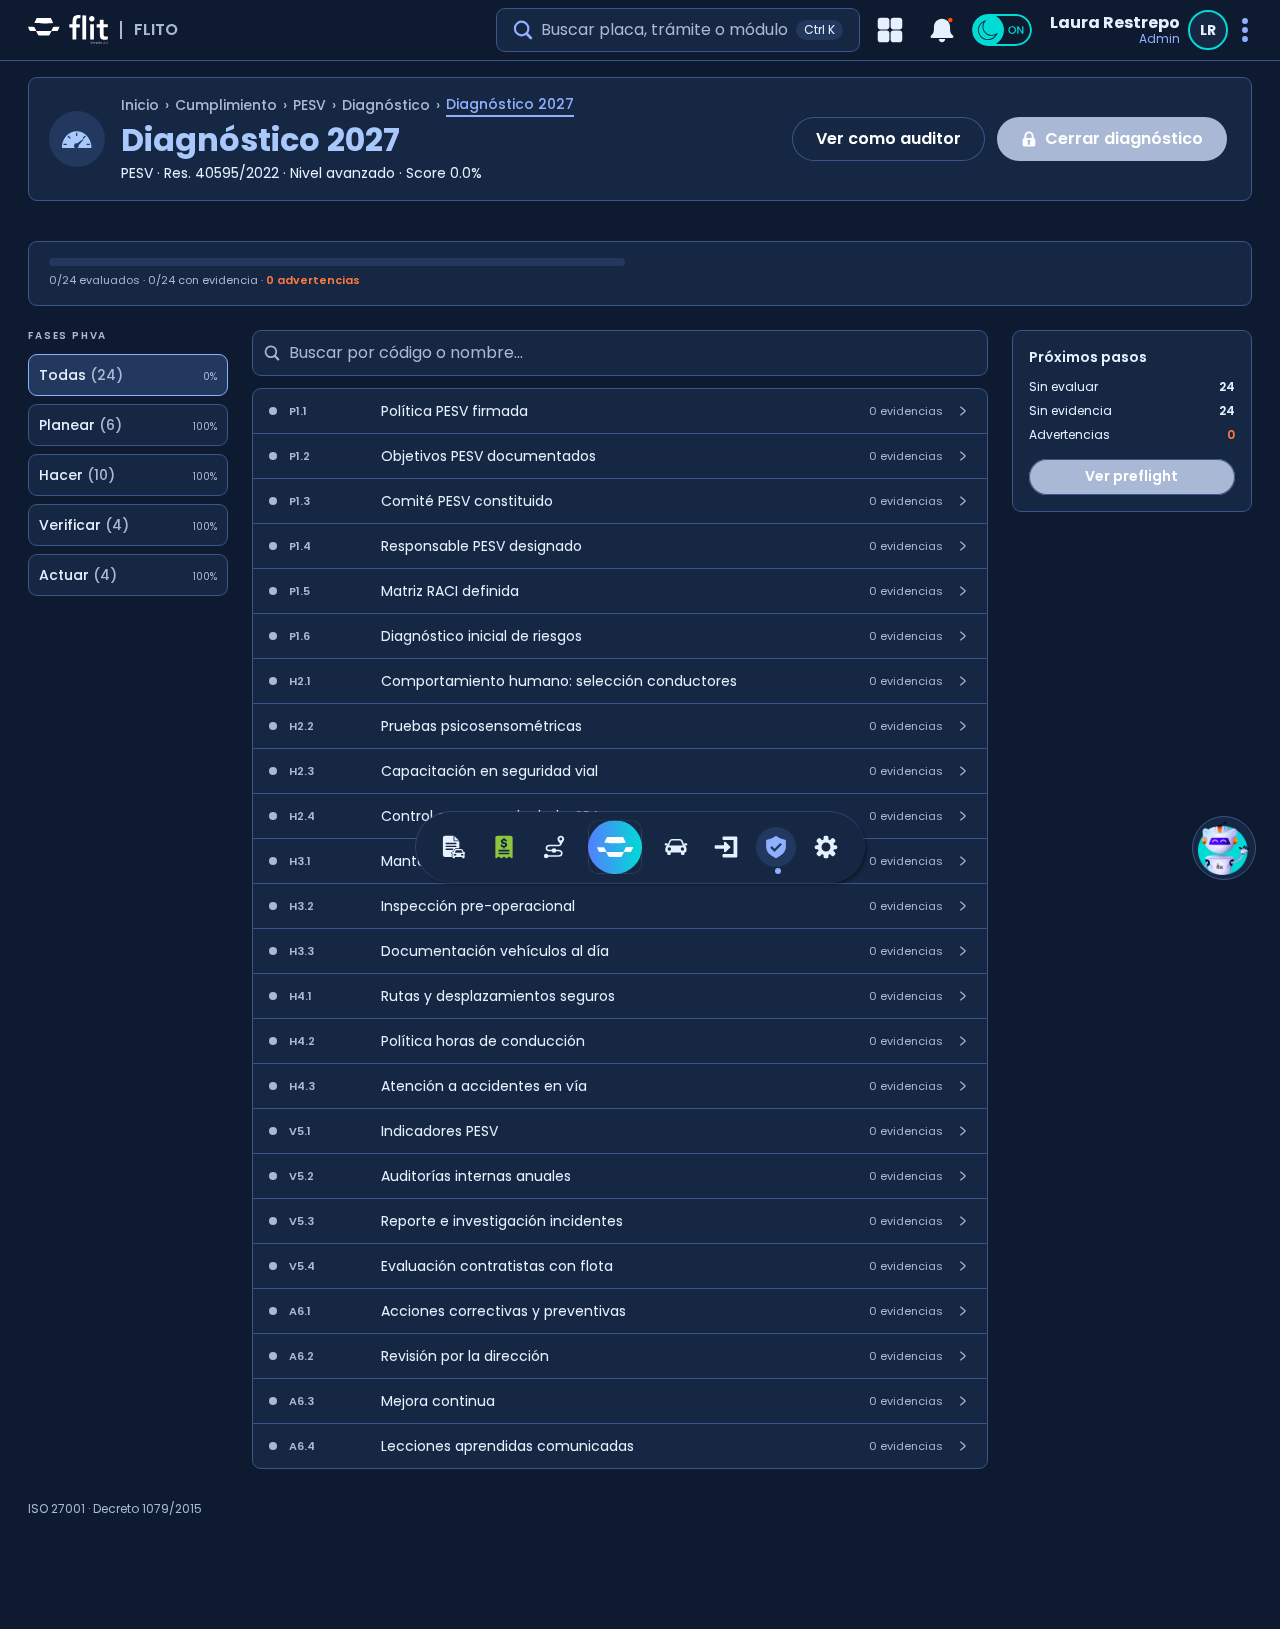 flit | FLITO
Buscar placa, trámite o módulo Ctrl K
ON
Laura Restrepo
Admin
LR
Inicio › Cumplimiento › PESV › Diagnóstico › Diagnóstico 2027
Diagnóstico 2027
PESV · Res. 40595/2022 · Nivel avanzado · Score 0.0%
Ver como auditor
Cerrar diagnóstico
0/24 evaluados · 0/24 con evidencia · 0 advertencias
FASES PHVA
Todas (24) 0%
Planear (6) 100%
Hacer (10) 100%
Verificar (4) 100%
Actuar (4) 100%
Buscar por código o nombre...
P1.1 Política PESV firmada 0 evidencias
P1.2 Objetivos PESV documentados 0 evidencias
P1.3 Comité PESV constituido 0 evidencias
P1.4 Responsable PESV designado 0 evidencias
P1.5 Matriz RACI definida 0 evidencias
P1.6 Diagnóstico inicial de riesgos 0 evidencias
H2.1 Comportamiento humano: selección conductores 0 evidencias
H2.2 Pruebas psicosensométricas 0 evidencias
H2.3 Capacitación en seguridad vial 0 evidencias
H2.4 Control 0 evidencias
H3.1 0 evidencias
H3.2 Inspección pre-operacional 0 evidencias
H3.3 Documentación vehículos al día 0 evidencias
H4.1 Rutas y desplazamientos seguros 0 evidencias
H4.2 Política horas de conducción 0 evidencias
H4.3 Atención a accidentes en vía 0 evidencias
V5.1 Indicadores PESV 0 evidencias
V5.2 Auditorías internas anuales 0 evidencias
V5.3 Reporte e investigación incidentes 0 evidencias
V5.4 Evaluación contratistas con flota 0 evidencias
A6.1 Acciones correctivas y preventivas 0 evidencias
A6.2 Revisión por la dirección 0 evidencias
A6.3 Mejora continua 0 evidencias
A6.4 Lecciones aprendidas comunicadas 0 evidencias
Próximos pasos
Sin evaluar 24
Sin evidencia 24
Advertencias 0
Ver preflight
ISO 27001 · Decreto 1079/2015